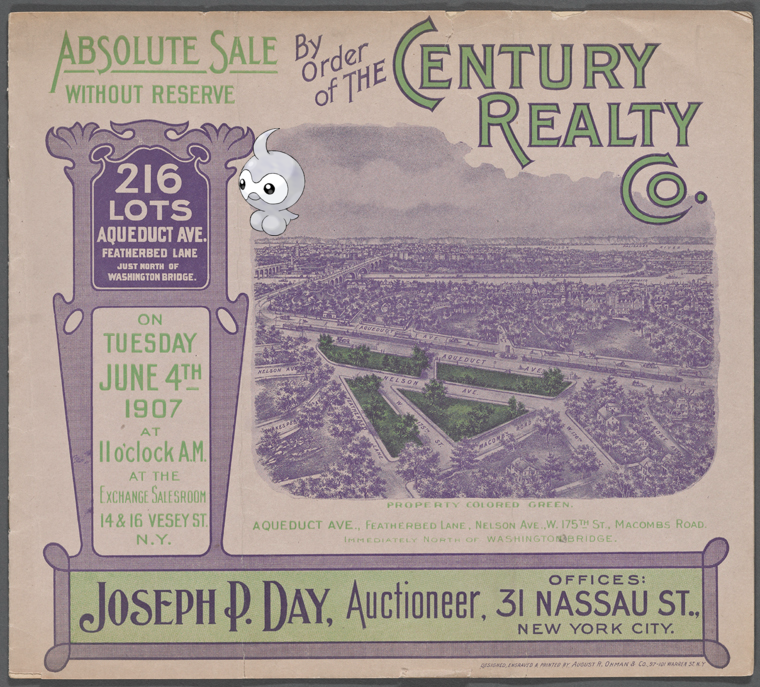 ABSOLUTE SALE
WITHOUT RESERVE
By
Order
of THE
CENTURY
REALTY
Co.
216
LOTS
AQUEDUCT AVE.
FEATHERBED LANE
JUST NORTH OF
WASHINGTON BRIDGE.
ON
TUESDAY
JUNE 4TH
1907
AT
11 o'clock A.M.
AT THE
EXCHANGE SALESROOM
14 & 16 VESEY ST.
N.Y.
AQUEDUCT AVE.
AQUEDUCT AVE.
NELSON AVE
NELSON AVE
MACOMBS ROAD
PROPERTY COLORED GREEN.
AQUEDUCT AVE., FEATHERBED LANE, NELSON AVE., W. 175TH ST., MACOMBS ROAD.
IMMEDIATELY NORTH OF WASHINGTON BRIDGE.
JOSEPH P. DAY, Auctioneer,
OFFICES:
31 NASSAU ST.,
NEW YORK CITY.
DESIGNED, ENGRAVED & PRINTED BY AUGUST R. OHMAN & CO., 97-101 WARREN ST. N.Y.